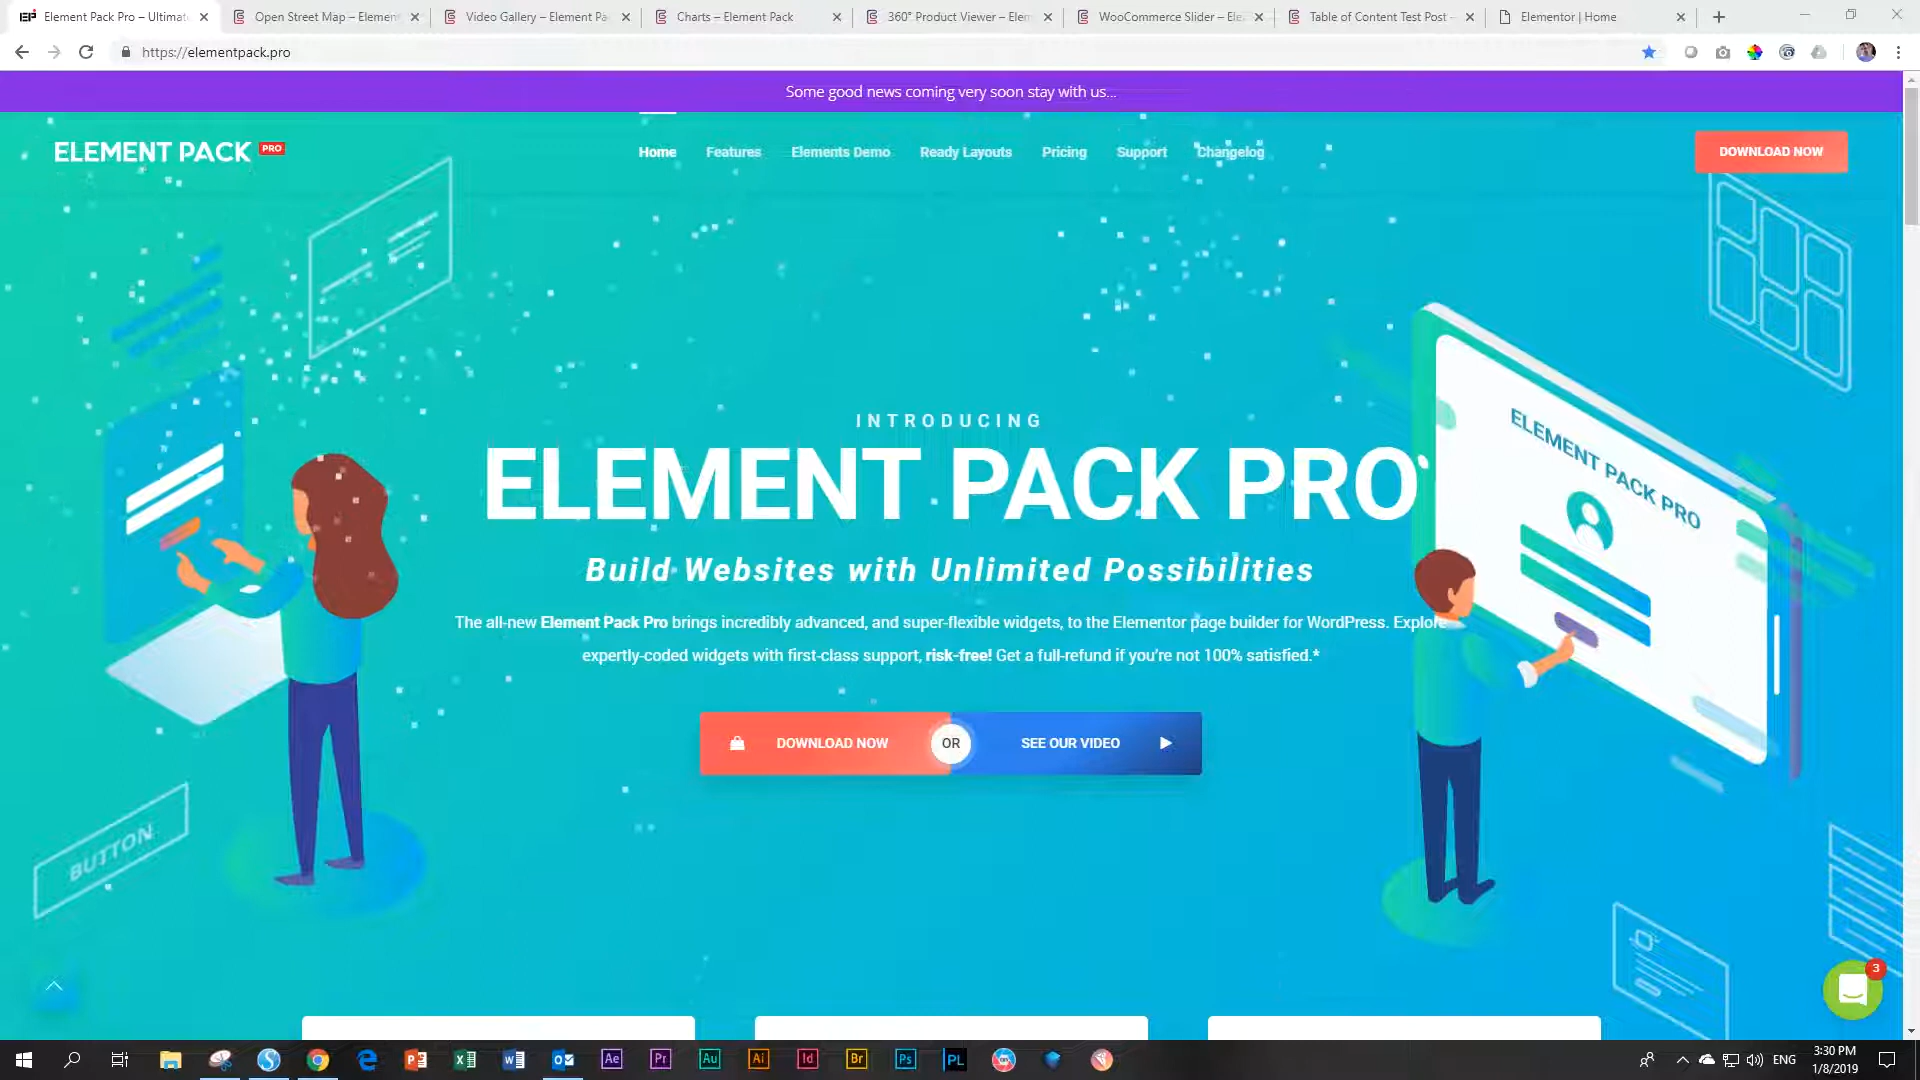 Element Pack Pro – Ultimat
Open Street Map – Element
Video Gallery – Element Pa
Charts – Element Pack
360° Product Viewer – Elem
WooCommerce Slider – Ele
Table of Content Test Post –
Elementor | Home
https://elementpack.pro
Some good news coming very soon stay with us...
ELEMENT PACK PRO
Home
Features
Elements Demo
Ready Layouts
Pricing
Support
Changelog
DOWNLOAD NOW
INTRODUCING
ELEMENT PACK PRO
Build Websites with Unlimited Possibilities
The all-new Element Pack Pro brings incredibly advanced, and super-flexible widgets, to the Elementor page builder for WordPress. Explore
expertly-coded widgets with first-class support, risk-free! Get a full-refund if you're not 100% satisfied.*
DOWNLOAD NOW
OR
SEE OUR VIDEO
ELEMENT PACK PRO
BUTTON
3
Ae
Pr
Au
Ai
Id
Br
Ps
PL
ENG
3:30 PM
1/8/2019